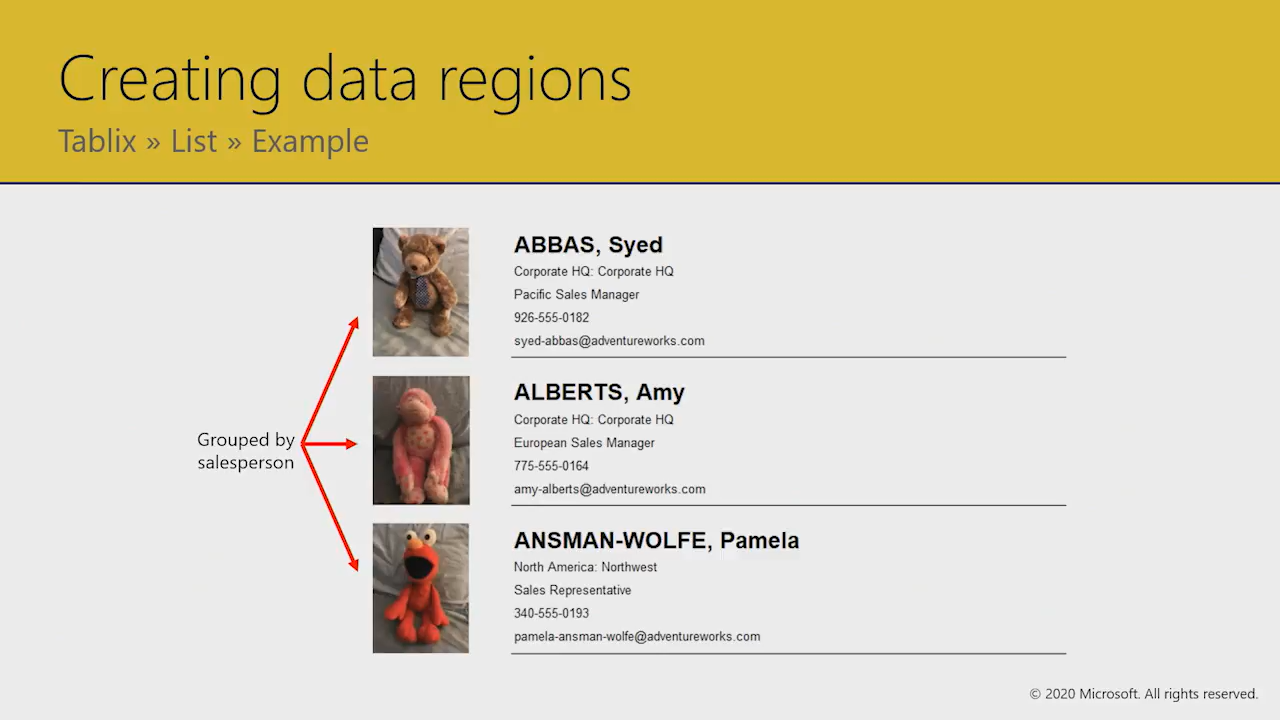 Creating data regions
Tablix » List » Example
ABBAS, Syed
Corporate HQ: Corporate HQ
Pacific Sales Manager
926-555-0182
syed-abbas@adventureworks.com
Grouped by
salesperson
ALBERTS, Amy
Corporate HQ: Corporate HQ
European Sales Manager
775-555-0164
amy-alberts@adventureworks.com
ANSMAN-WOLFE, Pamela
North America: Northwest
Sales Representative
340-555-0193
pamela-ansman-wolfe@adventureworks.com
© 2020 Microsoft. All rights reserved.